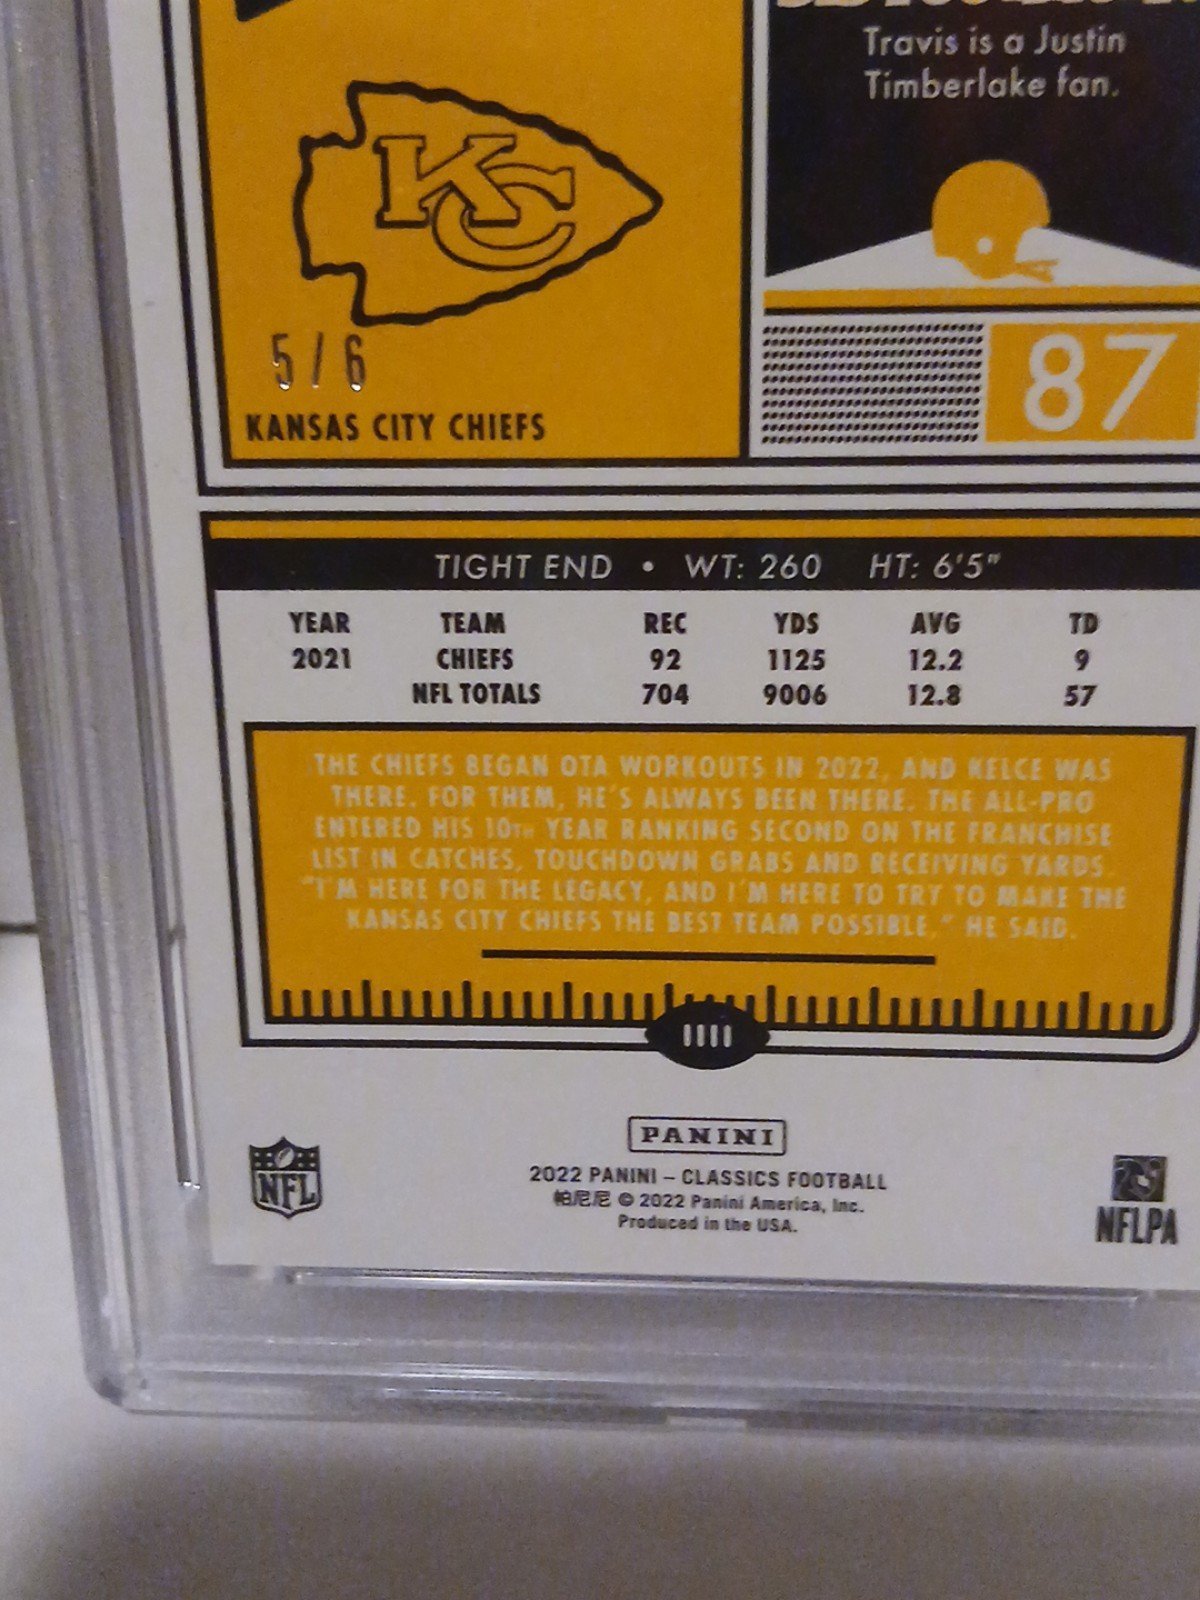 Travis is a Justin
Timberlake fan.
KC
5/6
KANSAS CITY CHIEFS
87
TIGHT END • WT: 260 HT: 6'5"
YEAR TEAM REC YDS AVG TD
2021 CHIEFS 92 1125 12.2 9
NFL TOTALS 704 9006 12.8 57
THE CHIEFS BEGAN OTA WORKOUTS IN 2022, AND KELCE WAS
THERE. FOR THEM, HE'S ALWAYS BEEN THERE. THE ALL-PRO
ENTERED HIS 10TH YEAR RANKING SECOND ON THE FRANCHISE
LIST IN CATCHES, TOUCHDOWN GRABS AND RECEIVING YARDS.
"I'M HERE FOR THE LEGACY, AND I'M HERE TO TRY TO MAKE THE
KANSAS CITY CHIEFS THE BEST TEAM POSSIBLE," HE SAID.
PANINI
NFL
2022 PANINI – CLASSICS FOOTBALL
帕尼尼 © 2022 Panini America, Inc.
Produced in the USA.
NFLPA